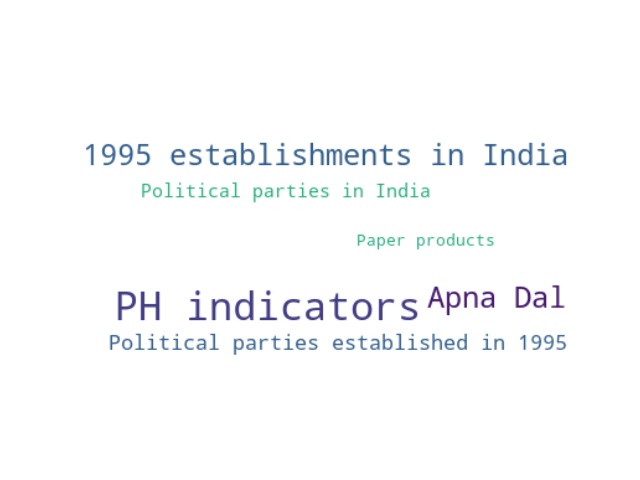 1995 establishments in India
Political parties in India
Paper products
PH indicators
Apna Dal
Political parties established in 1995